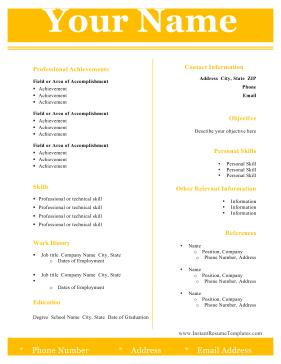 Your Name
Professional Achievements
Field or Area of Accomplishment
• Achievement
• Achievement
• Achievement
Field or Area of Accomplishment
• Achievement
• Achievement
• Achievement
Field or Area of Accomplishment
• Achievement
• Achievement
• Achievement
Skills
• Professional or technical skill
• Professional or technical skill
• Professional or technical skill
• Professional or technical skill
Work History
• Job title Company Name City, State
o Dates of Employment
• Job title Company Name City, State
•
o Dates of Employment
Education
Degree School Name City, State Date of Graduation
Contact Information
Address City, State ZIP
Phone
Email
Objective
Describe your objective here
Personal Skills
• Personal Skill
• Personal Skill
• Personal Skill
Other Relevant Information
• Information
• Information
• Information
References
• Name
o Position, Company
o Phone Number, Address
• Name
o Position, Company
o Phone Number, Address
• Name
o Position, Company
o Phone Number, Address
www.InstantResumeTemplates.com
* Phone Number * Address * Email Address